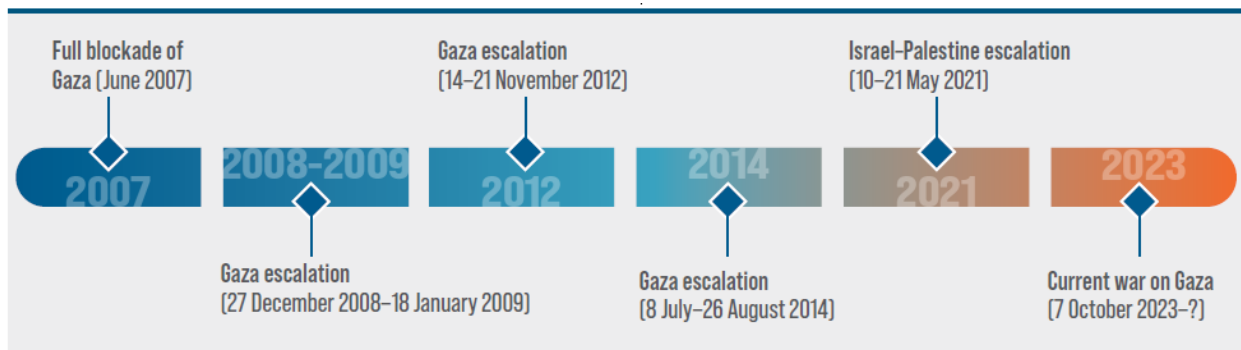 Full blockade of
Gaza (June 2007)
Gaza escalation
(14–21 November 2012)
Israel–Palestine escalation
(10–21 May 2021)
2007
2008-2009
2012
2014
2021
2023
Gaza escalation
(27 December 2008–18 January 2009)
Gaza escalation
(8 July–26 August 2014)
Current war on Gaza
(7 October 2023–?)